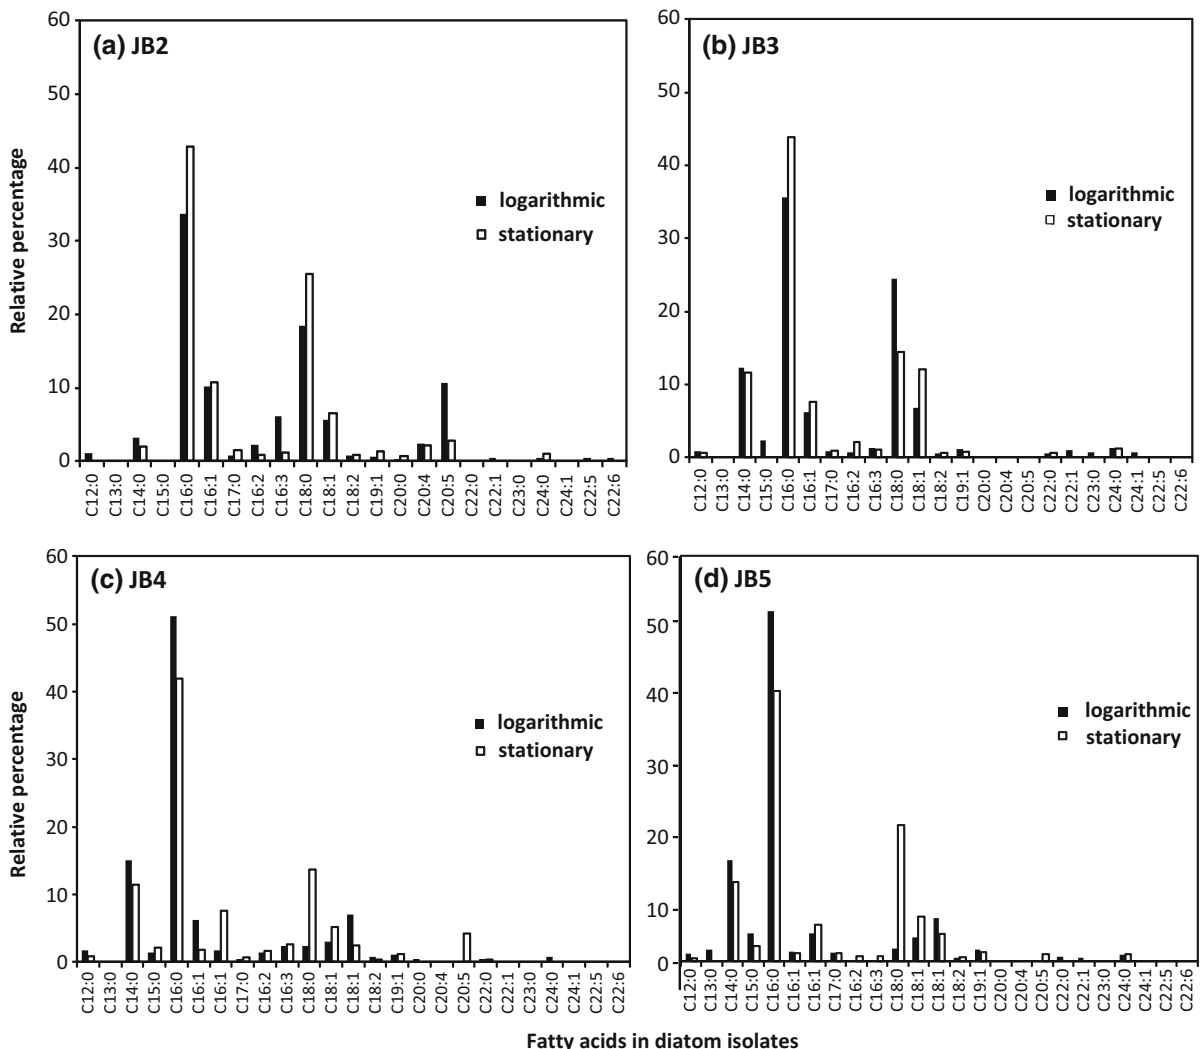 (a) JB2
Relative percentage
60
50
40
30
20
10
0
logarithmic
stationary
C12:0
C13:0
C14:0
C15:0
C16:0
C16:1
C17:0
C16:2
C16:3
C18:0
C18:1
C18:2
C19:1
C20:0
C20:4
C20:5
C22:0
C22:1
C23:0
C24:0
C24:1
C22:5
C22:6
(b) JB3
60
50
40
30
20
10
0
logarithmic
stationary
C12:0
C13:0
C14:0
C15:0
C16:0
C16:1
C17:0
C16:2
C16:3
C18:0
C18:1
C18:2
C19:1
C20:0
C20:4
C20:5
C22:0
C22:1
C23:0
C24:0
C24:1
C22:5
C22:6
(c) JB4
Relative percentage
60
50
40
30
20
10
0
logarithmic
stationary
C12:0
C13:0
C14:0
C15:0
C16:0
C16:1
C16:1
C17:0
C16:2
C16:3
C18:0
C18:1
C18:1
C18:2
C19:1
C20:0
C20:4
C20:5
C22:0
C22:1
C23:0
C24:0
C24:1
C22:5
C22:6
(d) JB5
60
50
40
30
20
10
0
logarithmic
stationary
C12:0
C13:0
C14:0
C15:0
C16:0
C16:1
C16:1
C17:0
C16:2
C16:3
C18:0
C18:1
C18:1
C18:2
C19:1
C20:0
C20:4
C20:5
C22:0
C22:1
C23:0
C24:0
C24:1
C22:5
C22:6
Fatty acids in diatom isolates